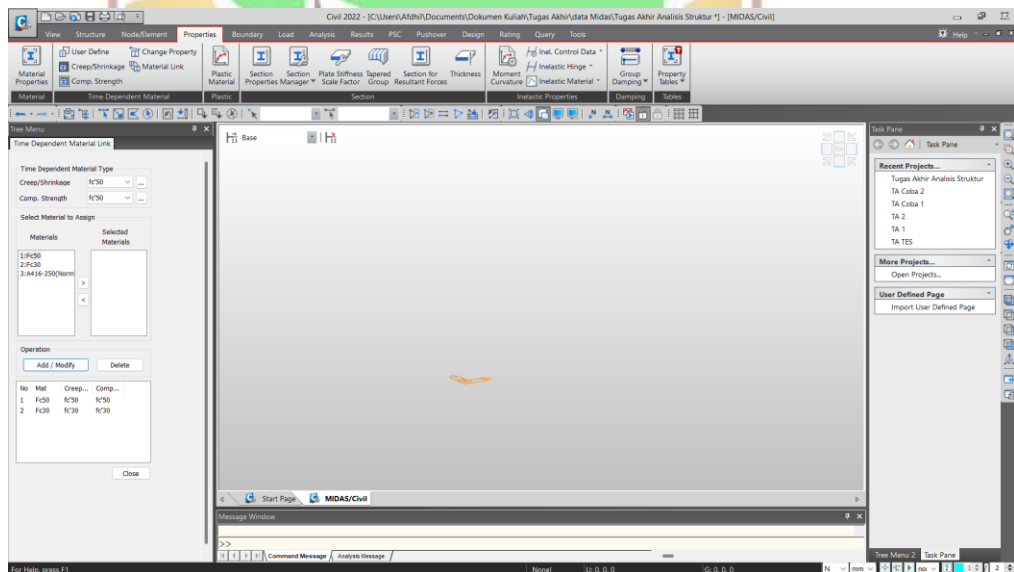 Civil 2022 - [C:\Users\Afdhil\Documents\Dokumen Kuliah\Tugas Akhir\data Midas\Tugas Akhir Analisis Struktur *] - [MIDAS/Civil]
View Structure Node/Element Properties Boundary Load Analysis Results PSC Pushover Design Rating Query Tools Help
User Define Change Property Inel. Control Data
Creep/Shrinkage Material Link Inelastic Hinge
Material Properties Comp. Strength Plastic Material Section Properties Section Manager Plate Stiffness Scale Factor Tapered Group Section for Resultant Forces Thickness Moment Curvature Inelastic Material Group Damping Property Tables
Material Time Dependent Material Plastic Section Inelastic Properties Damping Tables
Tree Menu
Time Dependent Material Link
Time Dependent Material Type
Creep/Shrinkage fc'50 ...
Comp. Strength fc'50 ...
Select Material to Assign
Materials Selected Materials
1:Fc50
2:Fc30
3:A416-250(Norm
>
<
Operation
Add / Modify Delete
No Mat Creep... Comp...
1 Fc50 fc'50 fc'50
2 Fc30 fc'30 fc'30
Close
Base
Start Page MIDAS/Civil
Message Window
>>
Command Message Analysis Message
Task Pane
Task Pane
Recent Projects...
Tugas Akhir Analisis Struktur
TA Coba 2
TA Coba 1
TA 2
TA 1
TA TES
More Projects...
Open Projects...
User Defined Page
Import User Defined Page
Tree Menu 2 Task Pane
For Help, press F1 None! U: 0, 0, 0 G: 0, 0, 0 N mm 1 2